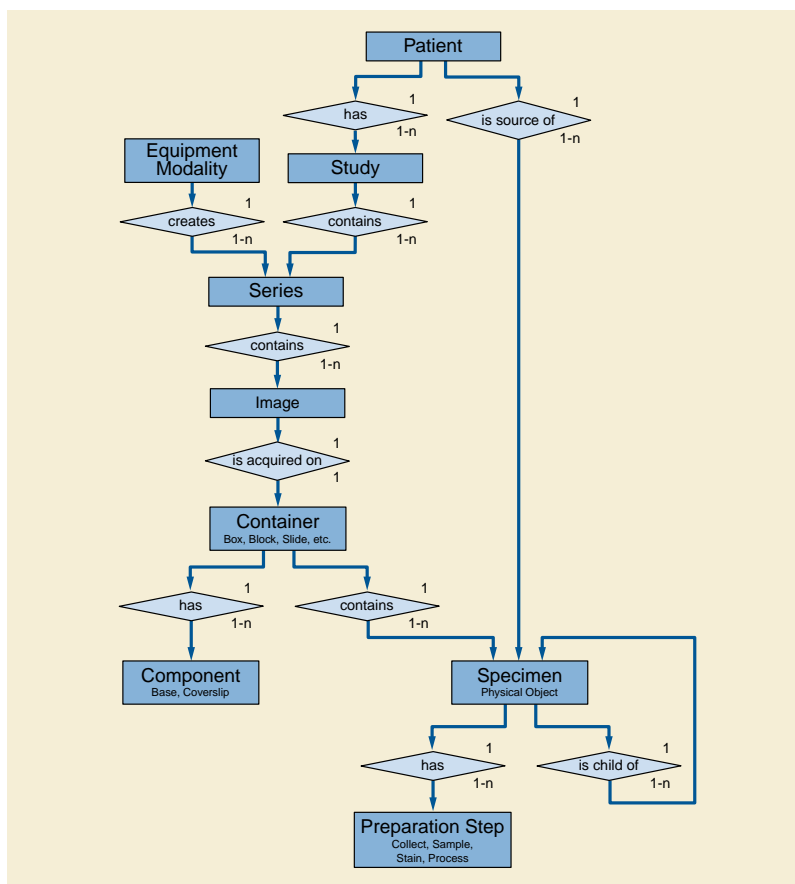 Patient
has
1
1-n
is source of
1
1-n
Equipment
Modality
Study
creates
1
1-n
contains
1
1-n
Series
contains
1
1-n
Image
is acquired on
1
1
Container
Box, Block, Slide, etc.
has
1
1-n
contains
1
1-n
Component
Base, Coverslip
Specimen
Physical Object
has
1
1-n
is child of
1
1-n
Preparation Step
Collect, Sample,
Stain, Process